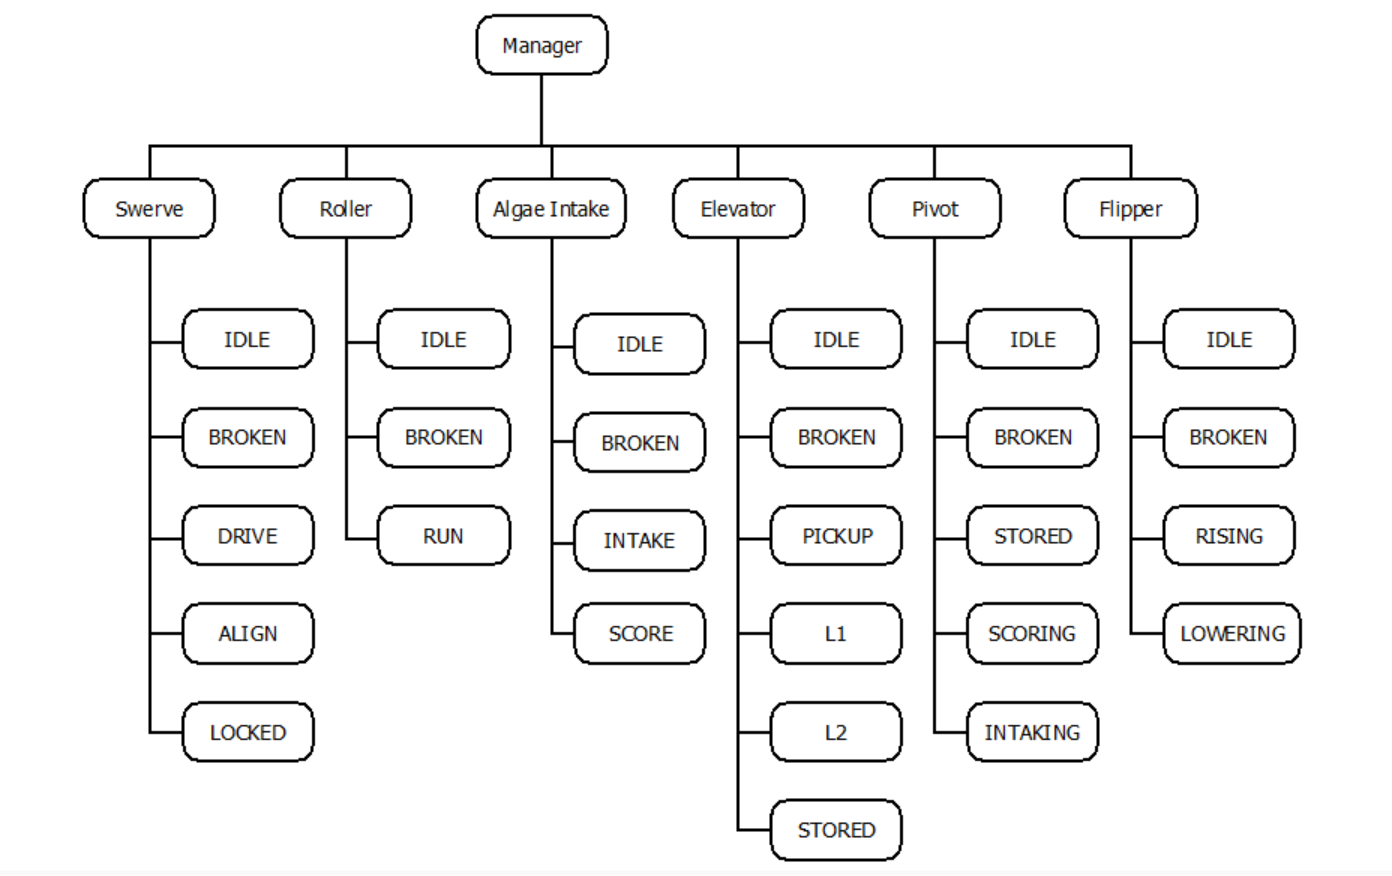 Manager
Swerve
Roller
Algae Intake
Elevator
Pivot
Flipper
IDLE
BROKEN
DRIVE
ALIGN
LOCKED
IDLE
BROKEN
RUN
IDLE
BROKEN
INTAKE
SCORE
IDLE
BROKEN
PICKUP
L1
L2
STORED
IDLE
BROKEN
STORED
SCORING
INTAKING
IDLE
BROKEN
RISING
LOWERING